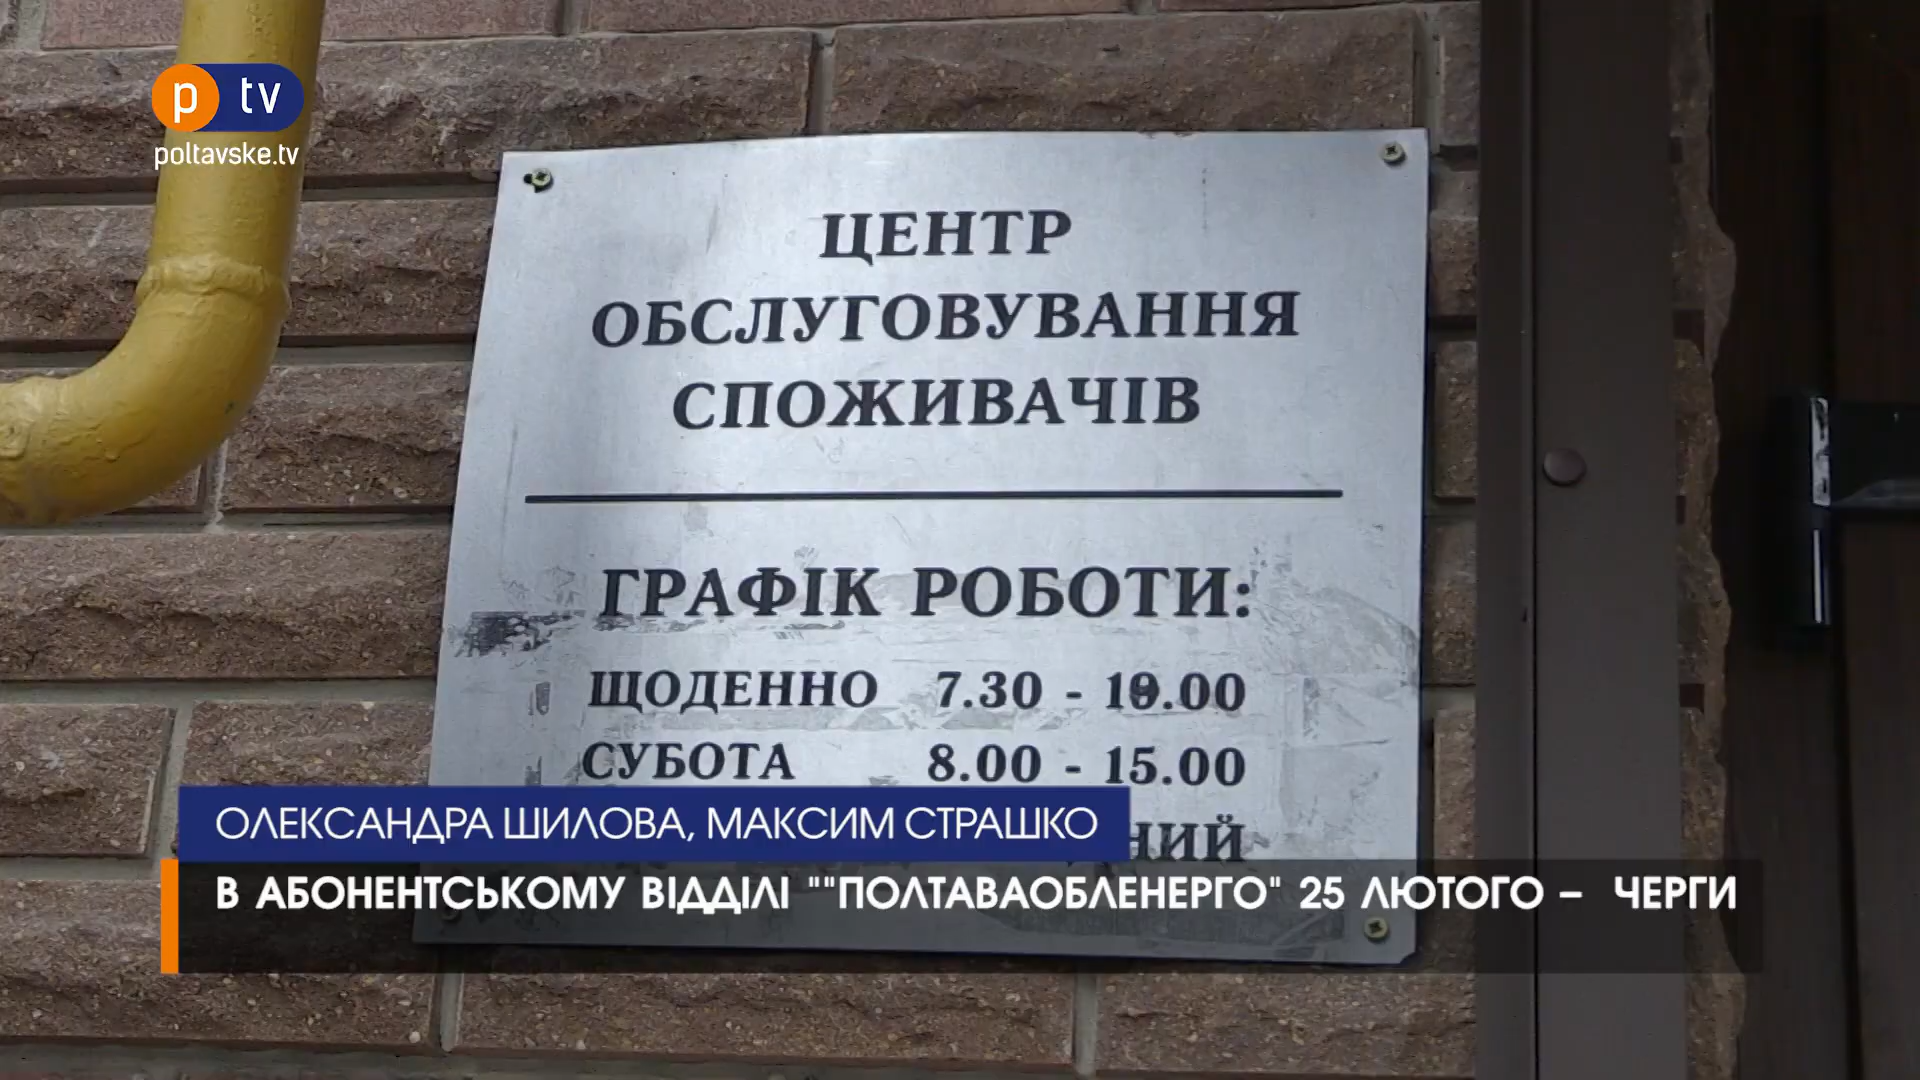 p tv
poltavske.tv
ЦЕНТР
ОБСЛУГОВУВАННЯ
СПОЖИВАЧІВ
ГРАФІК РОБОТИ:
ЩОДЕННО 7.30 - 19.00
СУБОТА 8.00 - 15.00
ОЛЕКСАНДРА ШИЛОВА, МАКСИМ СТРАШКО
В АБОНЕНТСЬКОМУ ВІДДІЛІ ""ПОЛТАВАОБЛЕНЕРГО" 25 ЛЮТОГО – ЧЕРГИ